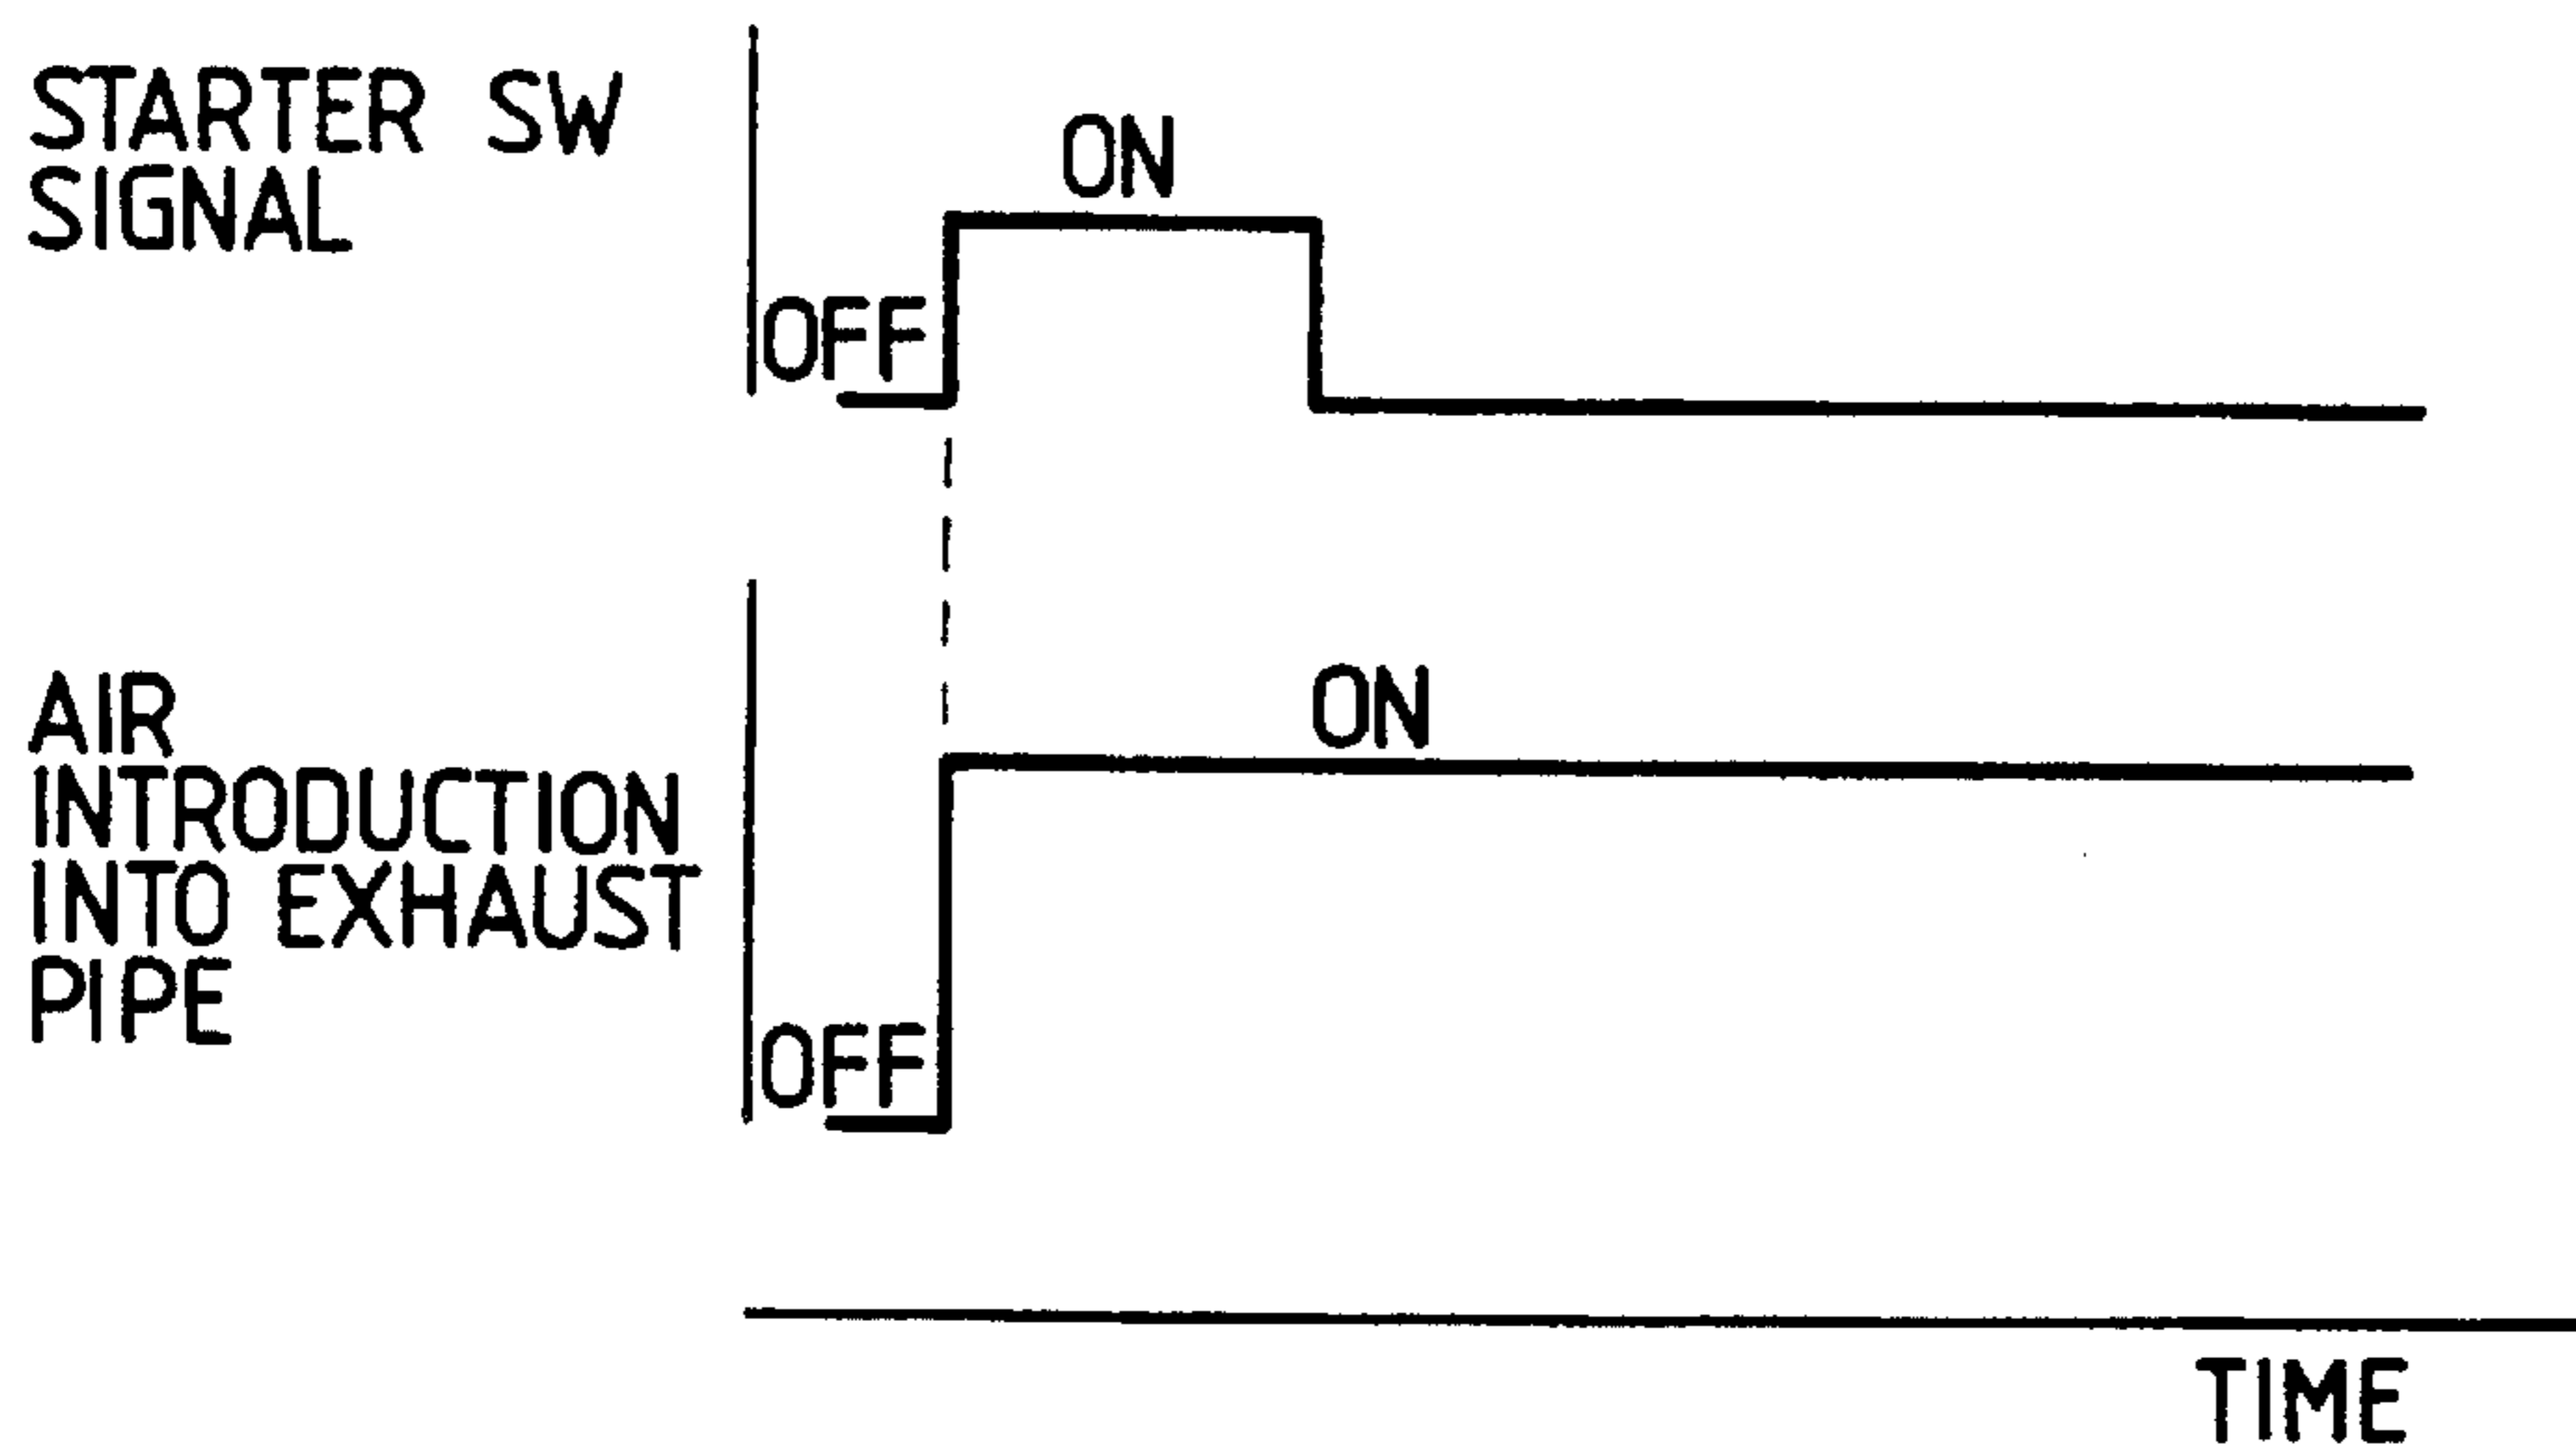 STARTER SW
SIGNAL
ON
OFF
AIR
INTRODUCTION
INTO EXHAUST
PIPE
ON
OFF
TIME